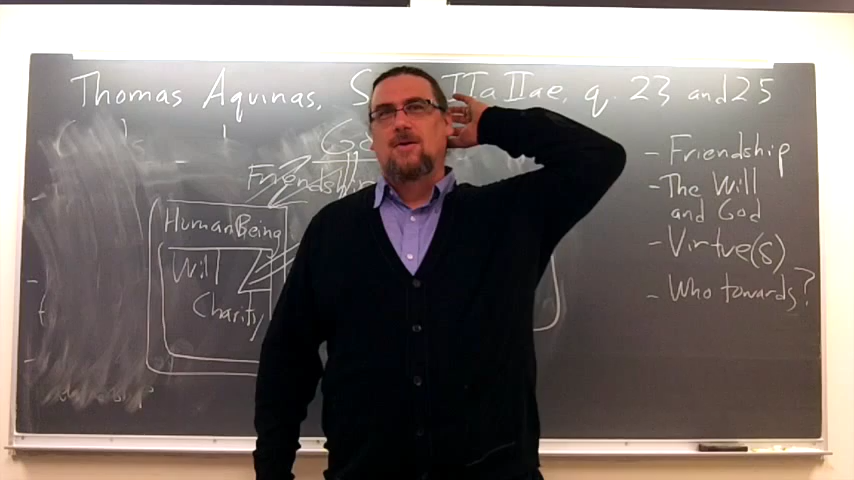 Thomas Aquinas, S IIaIIae, q. 23 and 25
Friendship
Human Being
Will
Charity
- Friendship
- The Will
and God
- Virtue(s)
- Who towards?